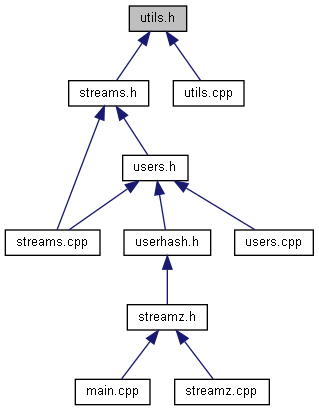 utils.h
streams.h
utils.cpp
users.h
streams.cpp
userhash.h
users.cpp
streamz.h
main.cpp
streamz.cpp